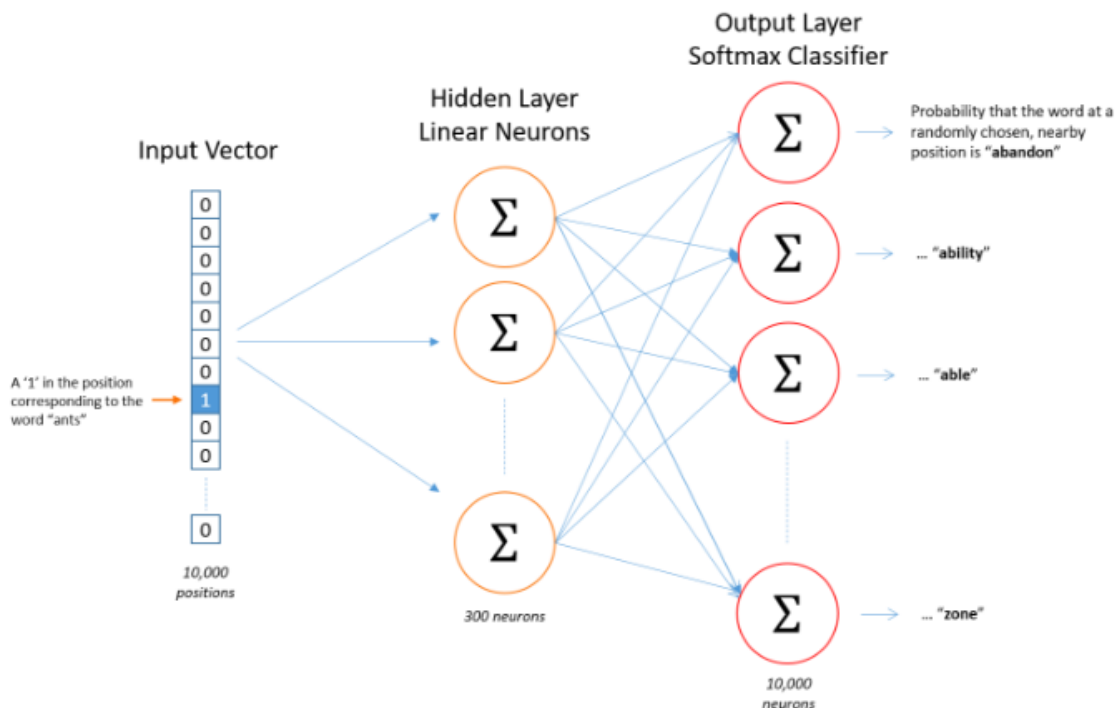 Output Layer
Softmax Classifier
Hidden Layer
Linear Neurons
Input Vector
0
0
0
0
0
0
0
1
0
0
0
A ‘1’ in the position
corresponding to the
word “ants”
10,000
positions
Σ
Σ
Σ
300 neurons
Σ
Σ
Σ
Σ
10,000
neurons
Probability that the word at a
randomly chosen, nearby
position is “abandon”
... “ability”
... “able”
... “zone”